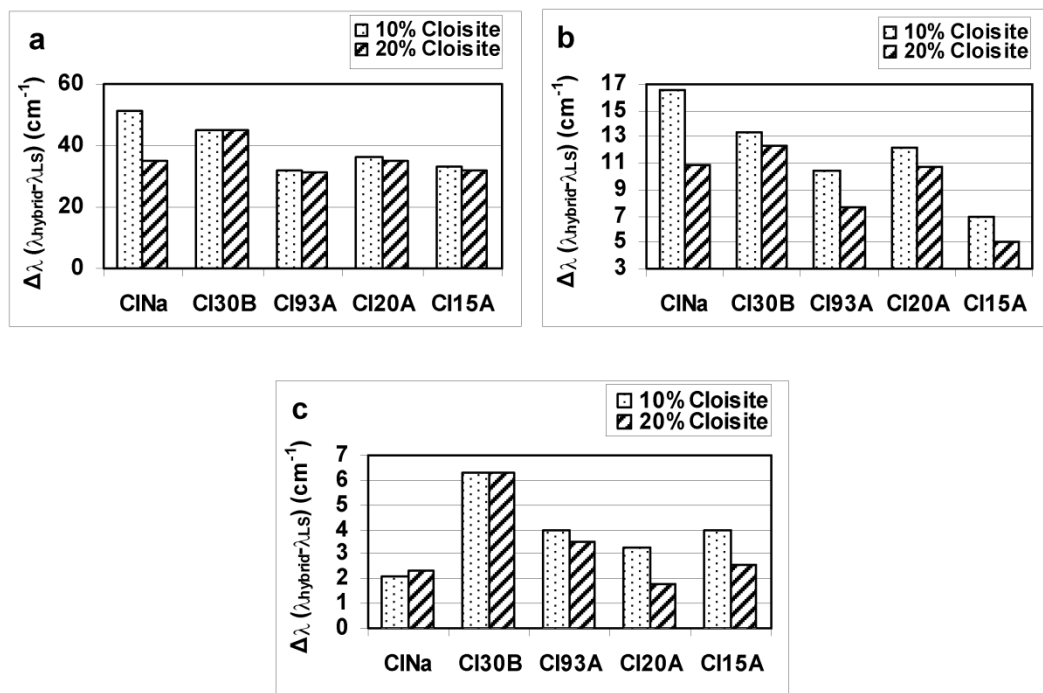 a
10% Cloisite
20% Cloisite
Δλ (λhybrid-λLS) (cm⁻¹)
60
40
20
0
ClNa Cl30B Cl93A Cl20A Cl15A
b
10% Cloisite
20% Cloisite
Δλ (λhybrid-λLS) (cm⁻¹)
17
15
13
11
9
7
5
3
ClNa Cl30B Cl93A Cl20A Cl15A
c
10% Cloisite
20% Cloisite
Δλ (λhybrid-λLS) (cm⁻¹)
7
6
5
4
3
2
1
0
ClNa Cl30B Cl93A Cl20A Cl15A